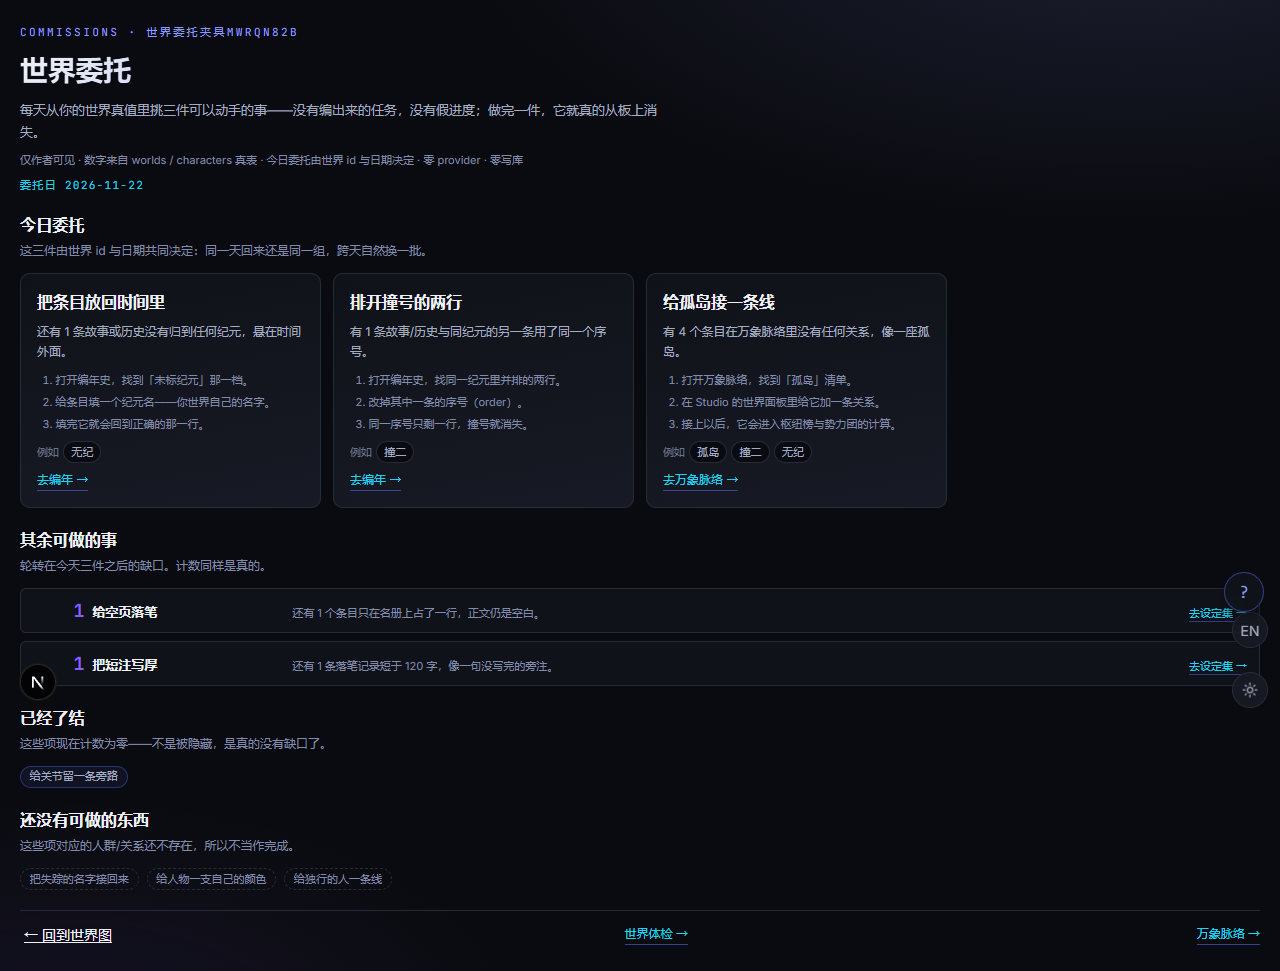 COMMISSIONS · 世界委托夹具MWRQN82B
世界委托
每天从你的世界真值里挑三件可以动手的事——没有编出来的任务，没有假进度；做完一件，它就真的从板上消
失。
仅作者可见 · 数字来自 worlds / characters 真表 · 今日委托由世界 id 与日期决定 · 零 provider · 零写库
委托日 2026-11-22
今日委托
这三件由世界 id 与日期共同决定：同一天回来还是同一组，跨天自然换一批。
把条目放回时间里
还有 1 条故事或历史没有归到任何纪元，悬在时间
外面。
1. 打开编年史，找到「未标纪元」那一档。
2. 给条目填一个纪元名——你世界自己的名字。
3. 填完它就会回到正确的那一行。
例如 无纪
去编年 →
排开撞号的两行
有 1 条故事/历史与同纪元的另一条用了同一个序
号。
1. 打开编年史，找同一纪元里并排的两行。
2. 改掉其中一条的序号（order）。
3. 同一序号只剩一行，撞号就消失。
例如 撞二
去编年 →
给孤岛接一条线
有 4 个条目在万象脉络里没有任何关系，像一座孤
岛。
1. 打开万象脉络，找到「孤岛」清单。
2. 在 Studio 的世界面板里给它加一条关系。
3. 接上以后，它会进入枢纽榜与势力团的计算。
例如 孤岛 撞二 无纪
去万象脉络 →
其余可做的事
轮转在今天三件之后的缺口。计数同样是真的。
1 给空页落笔 还有 1 个条目只在名册上占了一行，正文仍是空白。 去设定集 →
?
EN
1 把短注写厚 还有 1 条落笔记录短于 120 字，像一句没写完的旁注。 去设定集 →
N
已经了结
这些项现在计数为零——不是被隐藏，是真的没有缺口了。
给关节留一条旁路
还没有可做的东西
这些项对应的人群/关系还不存在，所以不当作完成。
把失踪的名字接回来 给人物一支自己的颜色 给独行的人一条线
← 回到世界图 世界体检 → 万象脉络 →